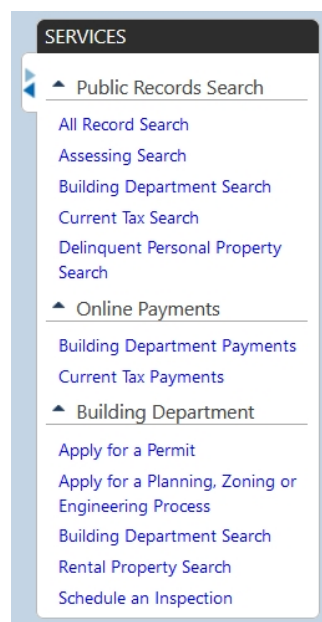 SERVICES
Public Records Search
All Record Search
Assessing Search
Building Department Search
Current Tax Search
Delinquent Personal Property
Search
Online Payments
Building Department Payments
Current Tax Payments
Building Department
Apply for a Permit
Apply for a Planning, Zoning or
Engineering Process
Building Department Search
Rental Property Search
Schedule an Inspection